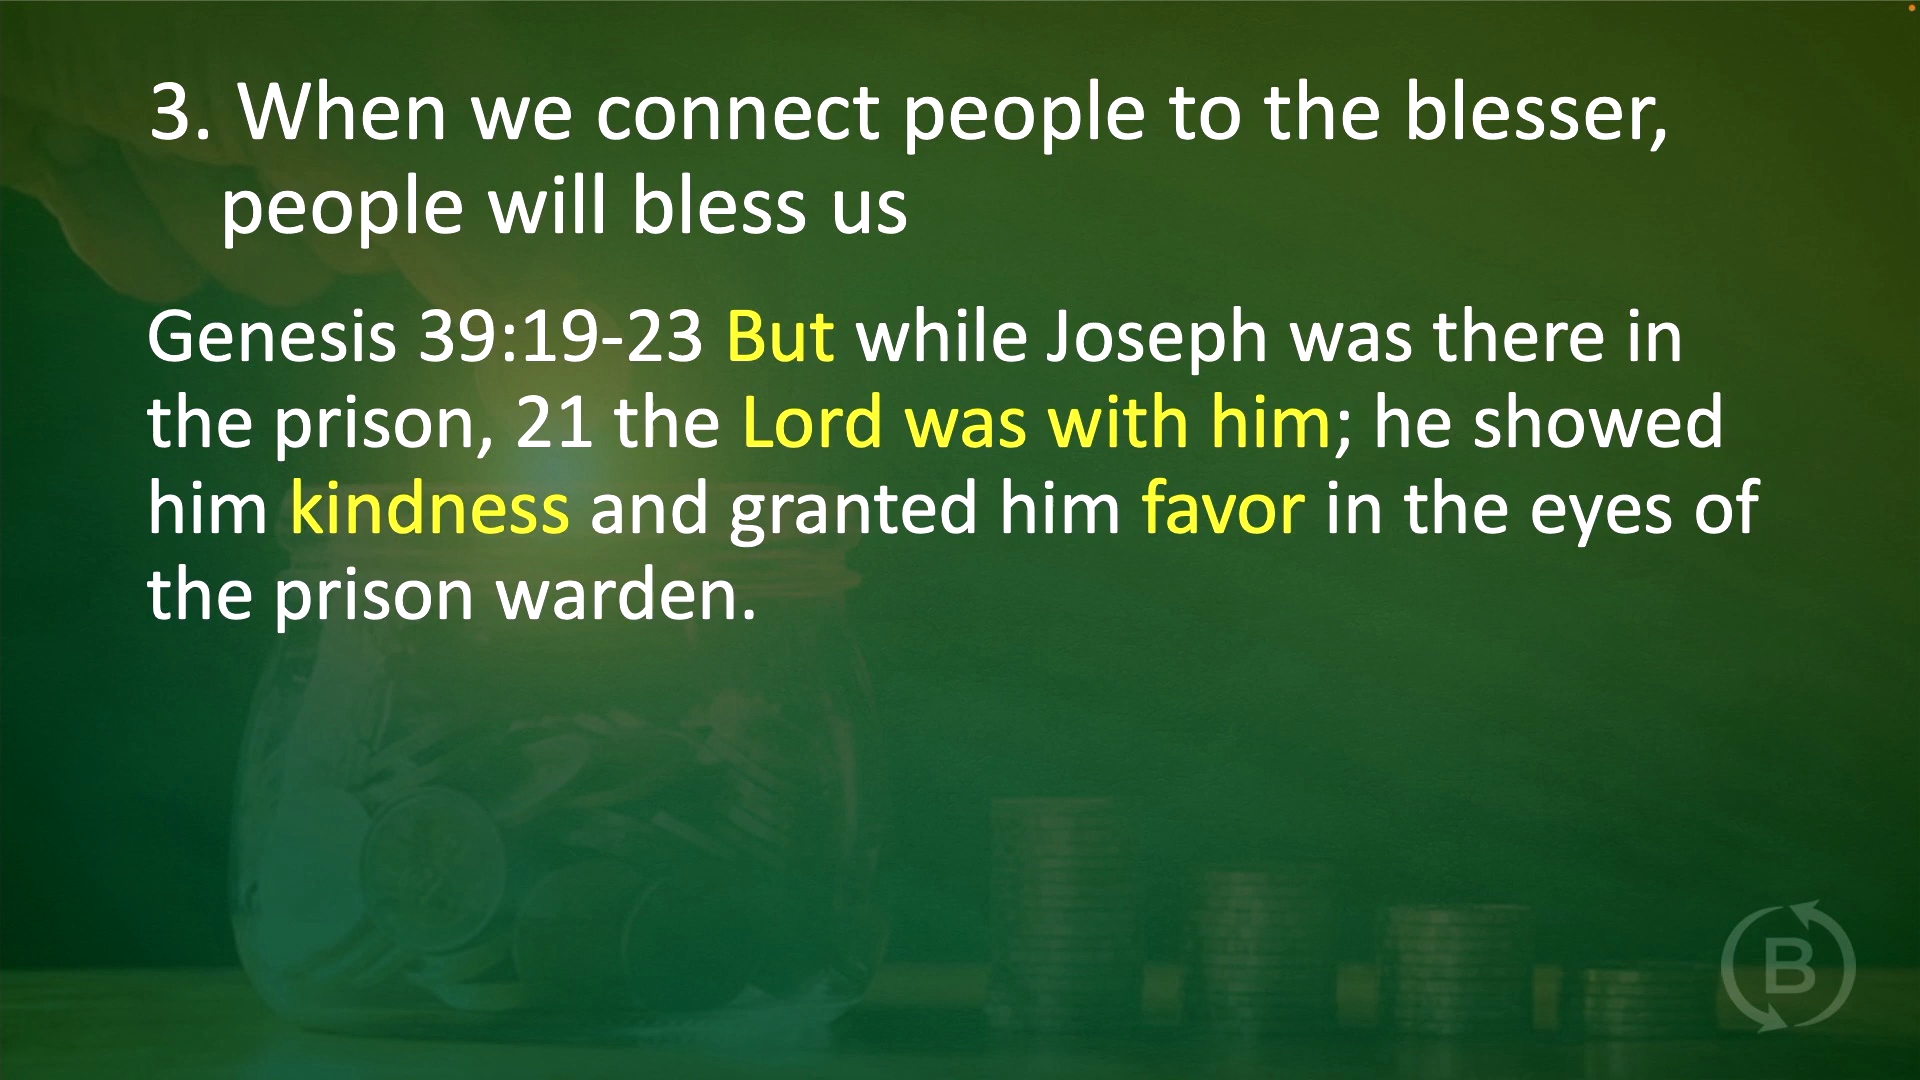 3. When we connect people to the blesser,
people will bless us
Genesis 39:19-23 But while Joseph was there in
the prison, 21 the Lord was with him; he showed
him kindness and granted him favor in the eyes of
the prison warden.
B